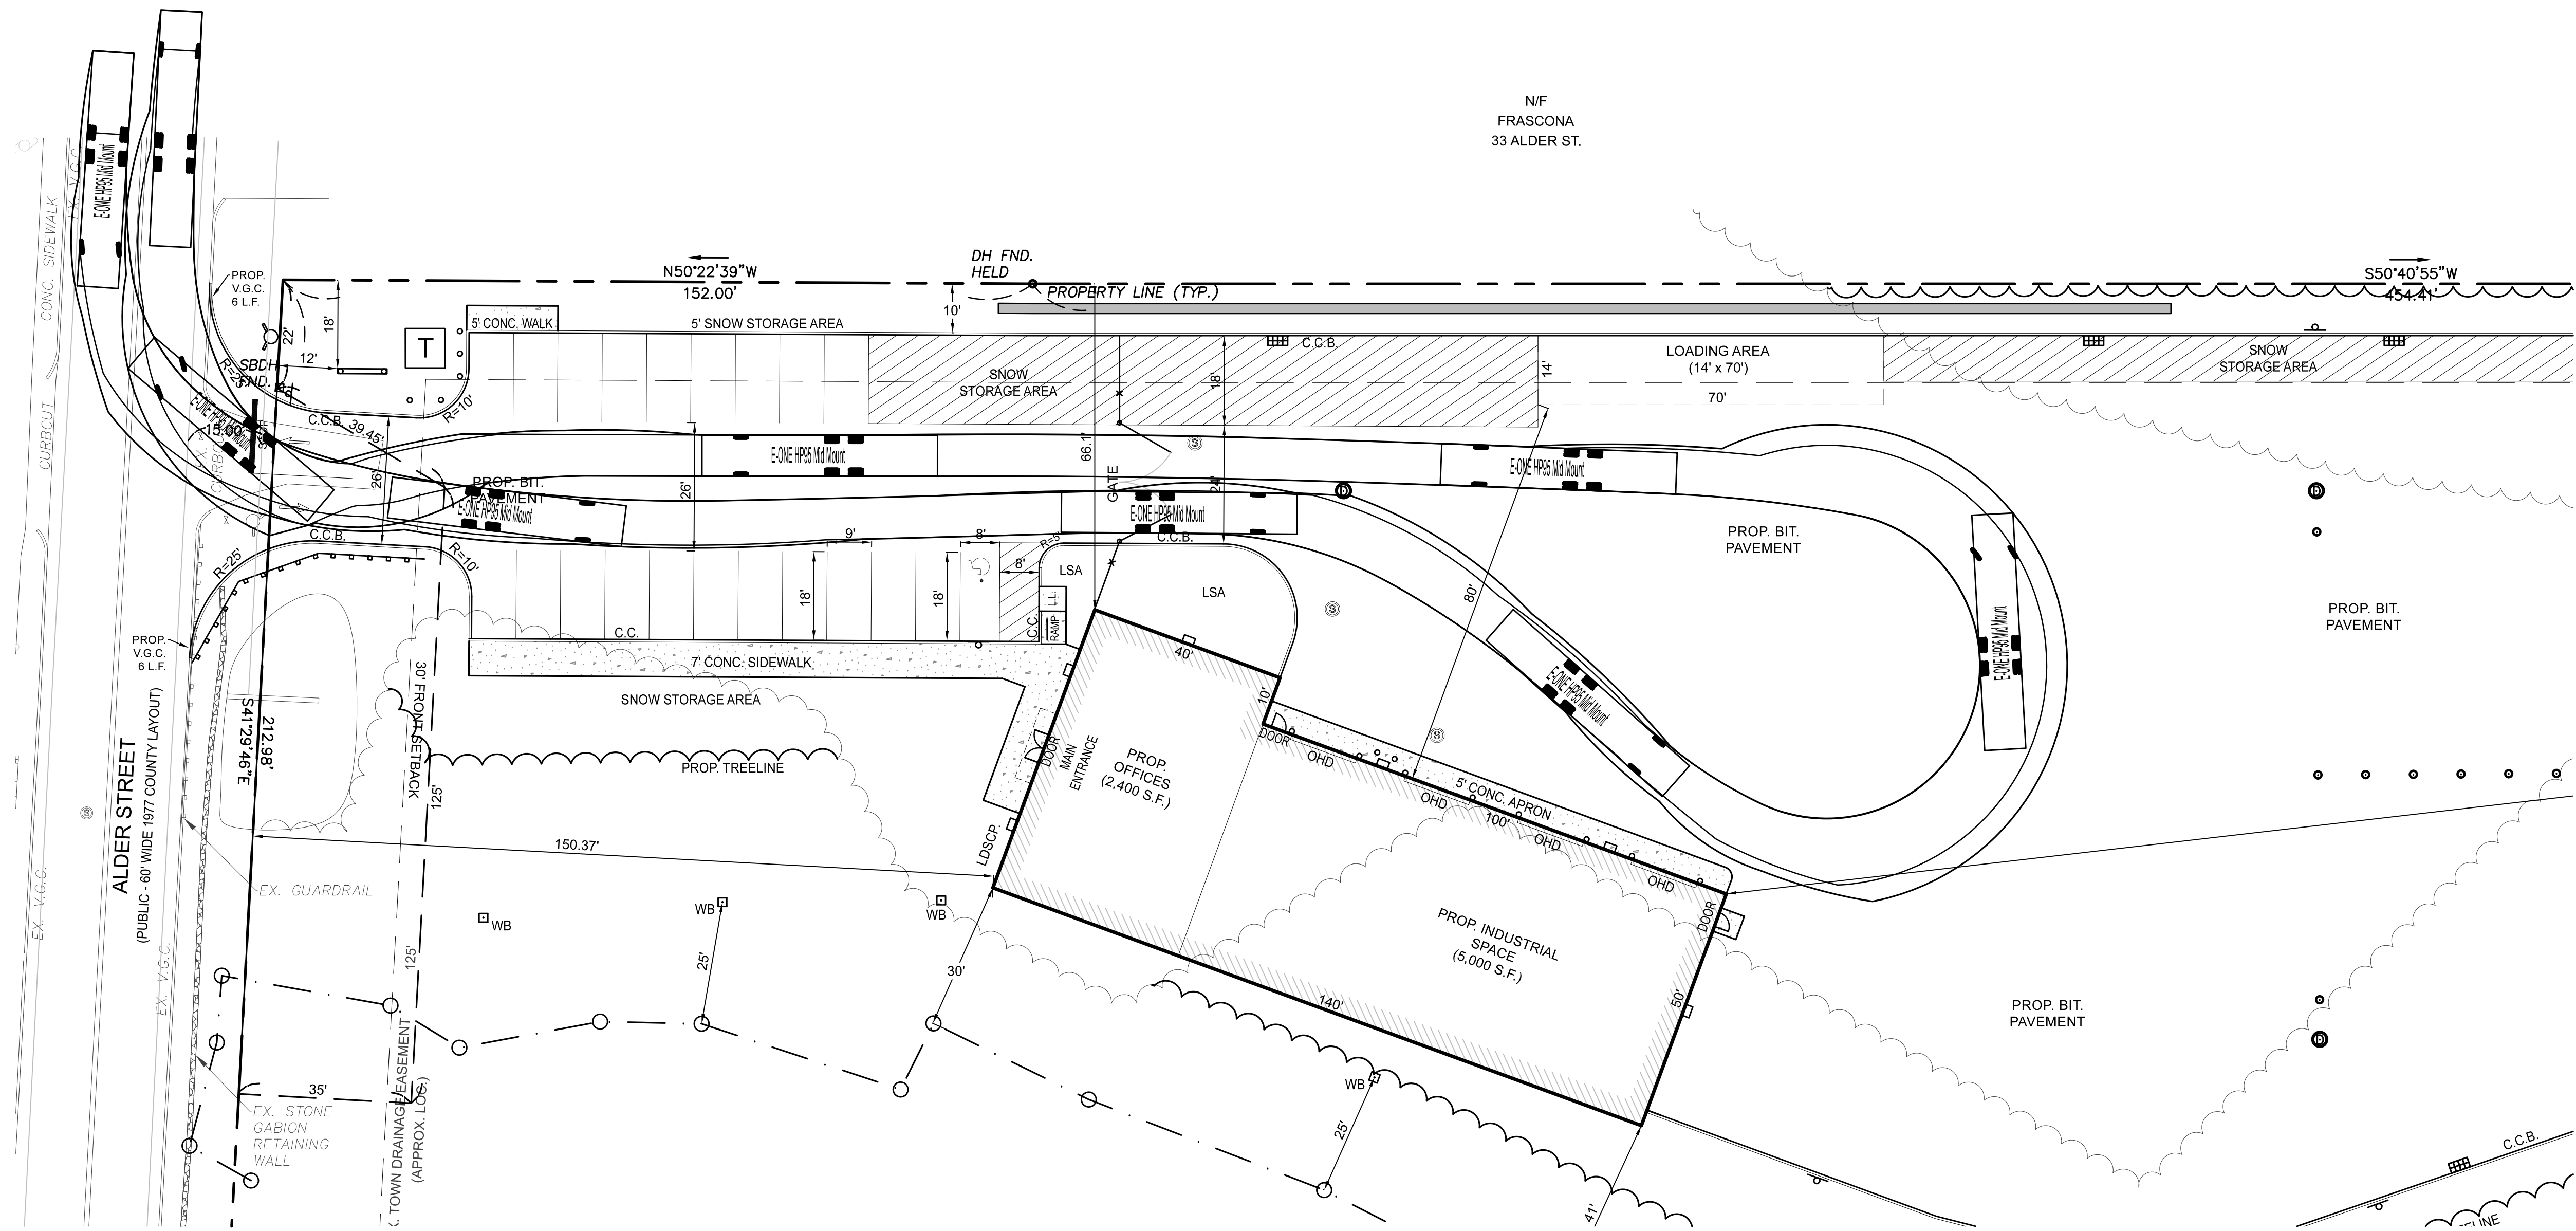 N/F
FRASCONA
33 ALDER ST.
E-ONE HP95 Mid Mount
EX. V.G.C.
CONC. SIDEWALK
CURBCUT
PROP.
V.G.C.
6 L.F.
N50°22'39"W
152.00'
DH FND.
HELD
PROPERTY LINE (TYP.)
S50°40'55"W
454.41'
18'
22'
12'
SBDH
FND.
R=25'
T
5' CONC. WALK
5' SNOW STORAGE AREA
10'
C.C.B.
SNOW
STORAGE AREA
18'
14'
LOADING AREA
(14' x 70')
70'
SNOW
STORAGE AREA
C.C.B.
39.45'
R=10'
E-ONE HP95 Mid Mount
15.00'
EX.
26'
PROP. BIT.
PAVEMENT
E-ONE HP95 Mid Mount
26'
E-ONE HP95 Mid Mount
66.1'
GATE
24'
S
E-ONE HP95 Mid Mount
D
E-ONE HP95 Mid Mount
D
PROP. BIT.
PAVEMENT
C.C.B.
R=25'
R=10'
9'
8'
8'
18'
18'
R=5'
C.C.B.
LSA
LSA
LL.
RAMP
C.C.
C.C.
80'
S
E-ONE HP95 Mid Mount
PROP. BIT.
PAVEMENT
PROP.
V.G.C.
6 L.F.
7' CONC. SIDEWALK
SNOW STORAGE AREA
30' FRONT SETBACK
40'
10'
E-ONE HP95 Mid Mount
S
S41°29'46"E
212.98'
ALDER STREET
(PUBLIC - 60' WIDE 1977 COUNTY LAYOUT)
S
PROP. TREELINE
125'
DOOR
MAIN
ENTRANCE
PROP.
OFFICES
(2,400 S.F.)
DOOR
OHD
OHD
5' CONC. APRON
100'
OHD
OHD
DOOR
150.37'
LDSCP.
EX. GUARDRAIL
EX. V.G.C.
EX. V.G.C.
WB
WB
WB
25'
125'
30'
PROP. INDUSTRIAL
SPACE
(5,000 S.F.)
140'
50'
PROP. BIT.
PAVEMENT
D
35'
EX. STONE
GABION
RETAINING
WALL
TOWN DRAINAGE EASEMENT
(APPROX. LOC.)
WB
25'
41'
C.C.B.